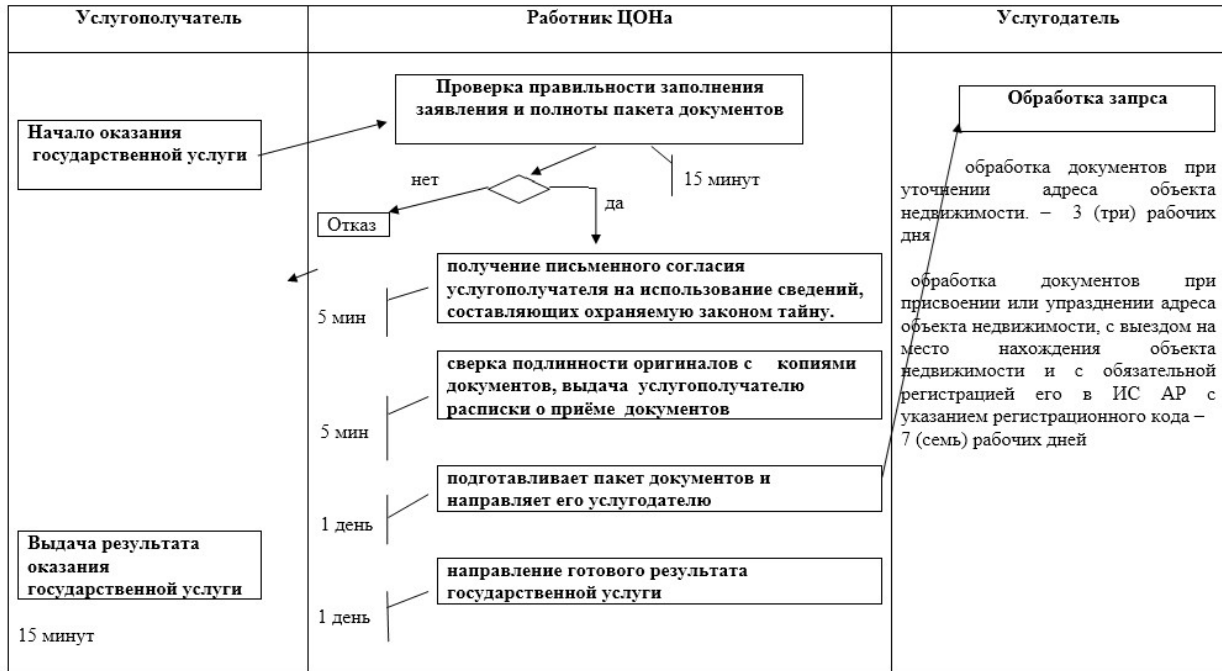 Услугополучатель
Работник ЦОНа
Услугодатель
Начало оказания
государственной услуги
Проверка правильности заполнения
заявления и полноты пакета документов
15 минут
нет
да
Отказ
получение письменного согласия
услугополучателя на использование сведений,
составляющих охраняемую законом тайну.
5 мин
сверка подлинности оригиналов с копиями
документов, выдача услугополучателю
расписки о приёме документов
5 мин
подготавливает пакет документов и
направляет его услугодателю
1 день
направление готового результата
государственной услуги
1 день
Обработка запрса
обработка документов при
уточнении адреса объекта
недвижимости. – 3 (три) рабочих
дня
обработка документов при
присвоении или упразднении адреса
объекта недвижимости, с выездом на
место нахождения объекта
недвижимости и с обязательной
регистрацией его в ИС АР с
указанием регистрационного кода –
7 (семь) рабочих дней
Выдача результата
оказания
государственной услуги
15 минут